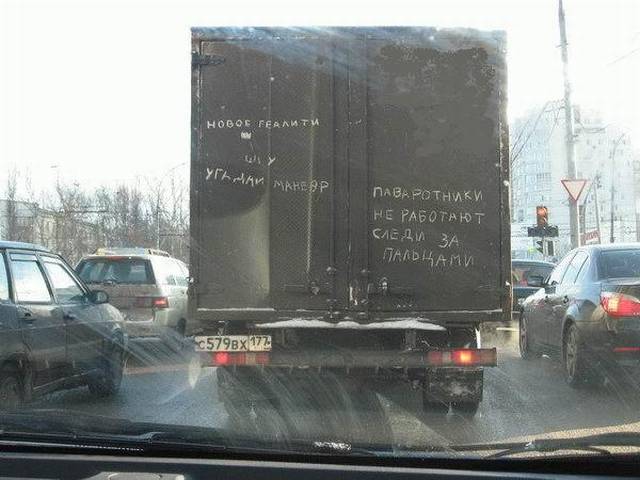 НОВОЕ РЕАЛИТИ
ШОУ
УГАДАЙ МАНЕВР
ПАВАРОТНИКИ
НЕ РАБОТАЮТ
СЛЕДИ ЗА
ПАЛЬЦАМИ
С579ВХ 177